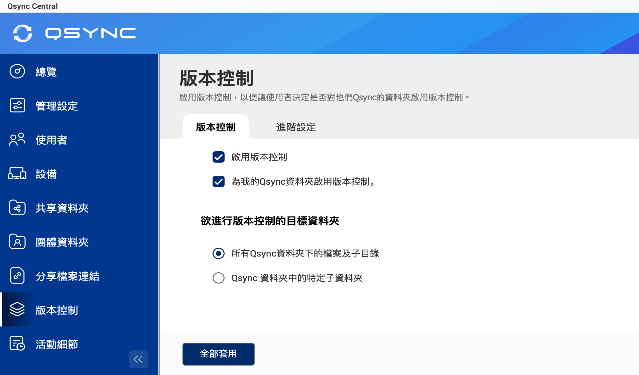 Qsync Central
QSYNC
總覽
管理設定
使用者
設備
共享資料夾
團體資料夾
分享檔案連結
版本控制
活動細節
版本控制
啟用版本控制，以便讓使用者決定是否對他們Qsync的資料夾啟用版本控制。
版本控制
進階設定
啟用版本控制
為我的Qsync資料夾啟用版本控制。
欲進行版本控制的目標資料夾
所有Qsync資料夾下的檔案及子目錄
Qsync 資料夾中的特定子資料夾
全部套用